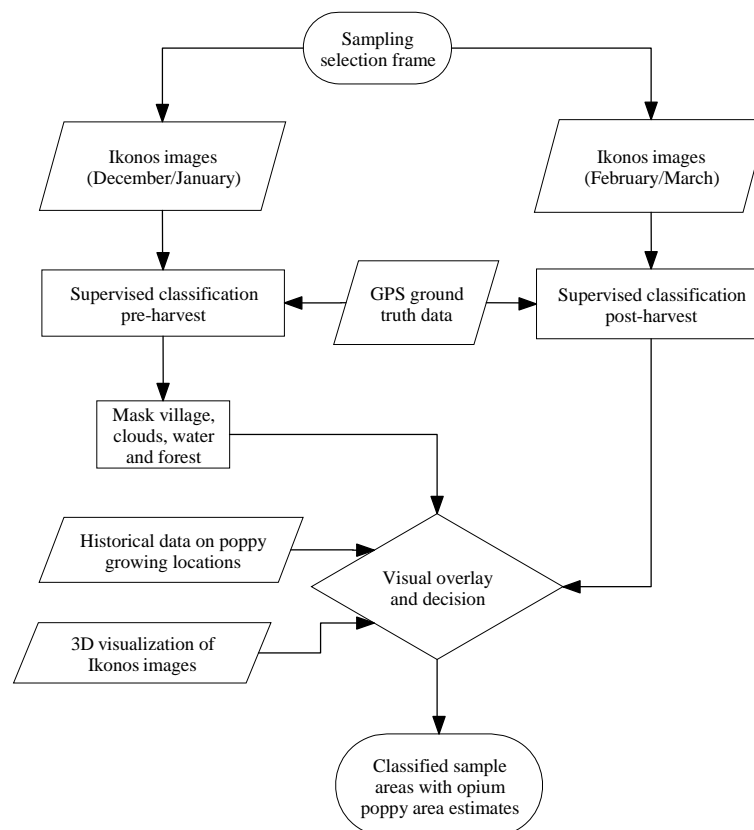 Sampling
selection frame
Ikonos images
(December/January)
Ikonos images
(February/March)
Supervised classification
pre-harvest
GPS ground
truth data
Supervised classification
post-harvest
Mask village,
clouds, water
and forest
Historical data on poppy
growing locations
Visual overlay
and decision
3D visualization of
Ikonos images
Classified sample
areas with opium
poppy area estimates